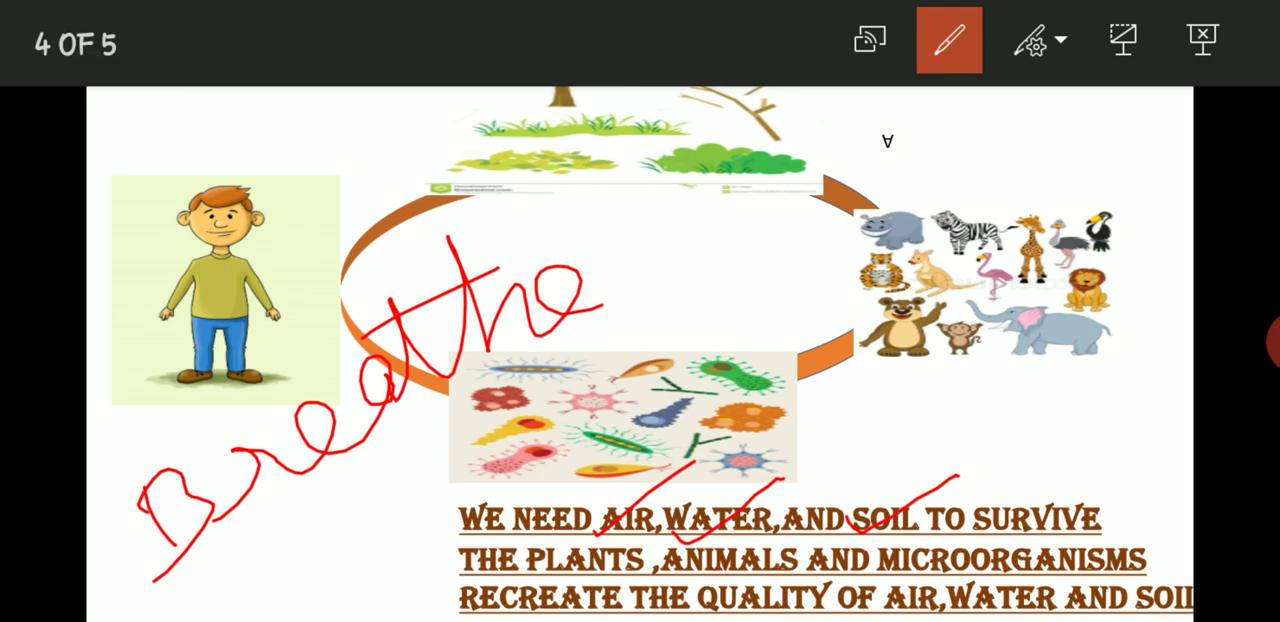 4 OF 5
∀
Breathe
WE NEED AIR,WATER,AND SOIL TO SURVIVE
THE PLANTS ,ANIMALS AND MICROORGANISMS
RECREATE THE QUALITY OF AIR,WATER AND SOIL